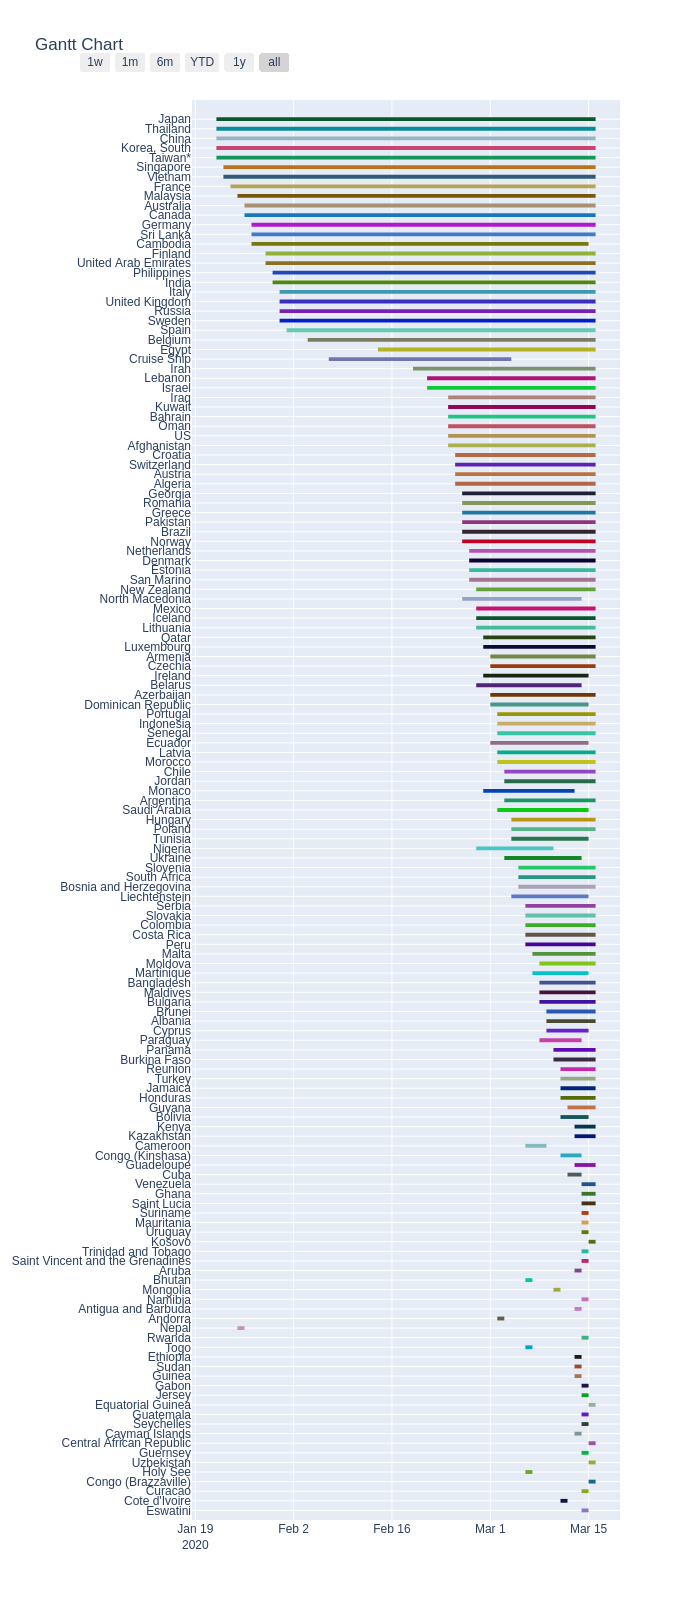 Gantt Chart
1w 1m 6m YTD 1y all
Japan
Thailand
China
Korea, South
Taiwan*
Singapore
Vietnam
France
Malaysia
Australia
Canada
Germany
Sri Lanka
Cambodia
Finland
United Arab Emirates
Philippines
India
Italy
United Kingdom
Russia
Sweden
Spain
Belgium
Egypt
Cruise Ship
Iran
Lebanon
Israel
Iraq
Kuwait
Bahrain
Oman
US
Afghanistan
Croatia
Switzerland
Austria
Algeria
Georgia
Romania
Greece
Pakistan
Brazil
Norway
Netherlands
Denmark
Estonia
San Marino
New Zealand
North Macedonia
Mexico
Iceland
Lithuania
Qatar
Luxembourg
Armenia
Czechia
Ireland
Belarus
Azerbaijan
Dominican Republic
Portugal
Indonesia
Senegal
Ecuador
Latvia
Morocco
Chile
Jordan
Monaco
Argentina
Saudi Arabia
Hungary
Poland
Tunisia
Nigeria
Ukraine
Slovenia
South Africa
Bosnia and Herzegovina
Liechtenstein
Serbia
Slovakia
Colombia
Costa Rica
Peru
Malta
Moldova
Martinique
Bangladesh
Maldives
Bulgaria
Brunei
Albania
Cyprus
Paraguay
Panama
Burkina Faso
Reunion
Turkey
Jamaica
Honduras
Guyana
Bolivia
Kenya
Kazakhstan
Cameroon
Congo (Kinshasa)
Guadeloupe
Cuba
Venezuela
Ghana
Saint Lucia
Suriname
Mauritania
Uruguay
Kosovo
Trinidad and Tobago
Saint Vincent and the Grenadines
Aruba
Bhutan
Mongolia
Namibia
Antigua and Barbuda
Andorra
Nepal
Rwanda
Togo
Ethiopia
Sudan
Guinea
Gabon
Jersey
Equatorial Guinea
Guatemala
Seychelles
Cayman Islands
Central African Republic
Guernsey
Uzbekistan
Holy See
Congo (Brazzaville)
Curacao
Cote d'Ivoire
Eswatini
Jan 19 Feb 2 Feb 16 Mar 1 Mar 15
2020